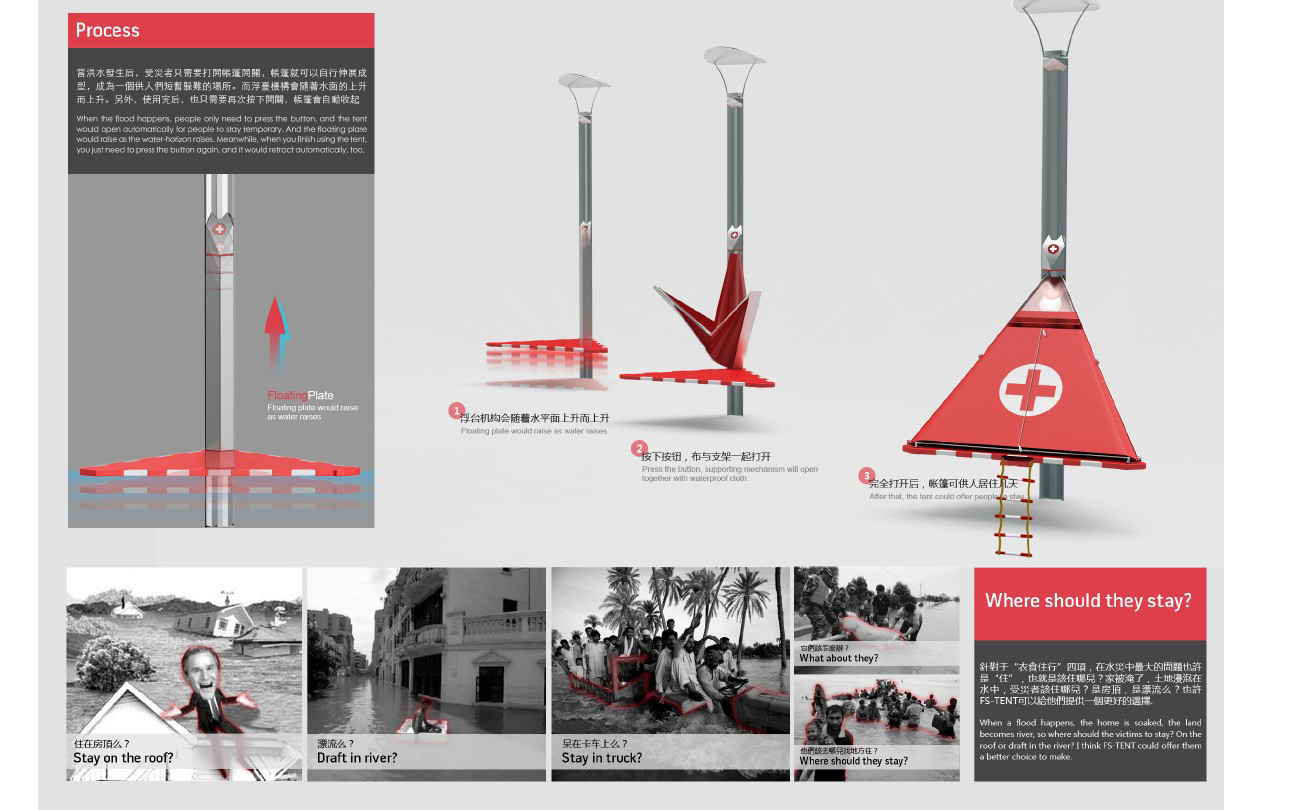 Process
當洪水發生后，受災者只需要打開帳篷開關，帳篷就可以自行伸展成
型，成為一個供人們短暫躲難的場所。而浮臺機構會隨著水面的上升
而上升。另外，使用完后，也只需要再次按下開關，帳篷會自動收起
When the flood happens, people only need to press the button, and the tent
would open automatically for people to stay temporary. And the floating plate
would raise as the water-horizon raises. Meanwhile, when you finish using the tent,
you just need to press the button again, and it would retract automatically, too.
FloatingPlate
Floating plate would raise
as water raises
1
浮台机构会随着水平面上升而上升
Floating plate would raise as water raises
2
按下按钮，布与支架一起打开
Press the button, supporting mechanism will open
together with waterproof cloth
3
完全打开后，帐篷可供人居住几天
After that, the tent could offer people to stay
住在房頂么？
Stay on the roof?
漂流么？
Draft in river?
呆在卡车上么？
Stay in truck?
它們該怎麼辦？
What about they?
他們該去哪兒找地方住？
Where should they stay?
Where should they stay?
針對于“衣食住行”四項，在水災中最大的問題也許
是“住”，也就是該住哪兒？家被淹了，土地漫泡在
水中，受災者該住哪兒？是房頂，是漂流么？也許
FS-TENT可以給他們提供一個更好的選擇.
When a flood happens, the home is soaked, the land
becomes river, so where should the victims to stay? On the
roof or draft in the river? I think FS-TENT could offer them
a better choice to make.